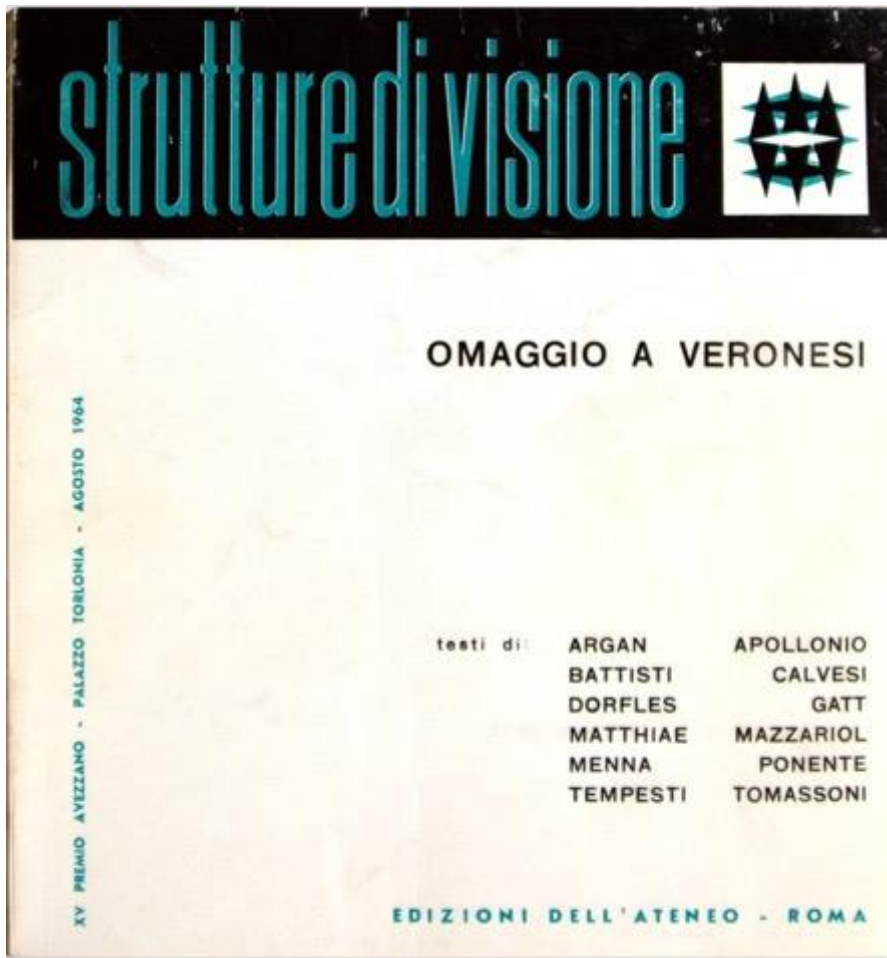 strutture di visione
OMAGGIO A VERONESI
XV PREMIO AVEZZANO - PALAZZO TORLONIA - AGOSTO 1964
testi di: ARGAN APOLLONIO
BATTISTI CALVESI
DORFLES GATT
MATTHIAE MAZZARIOL
MENNA PONENTE
TEMPESTI TOMASSONI
EDIZIONI DELL'ATENEO - ROMA